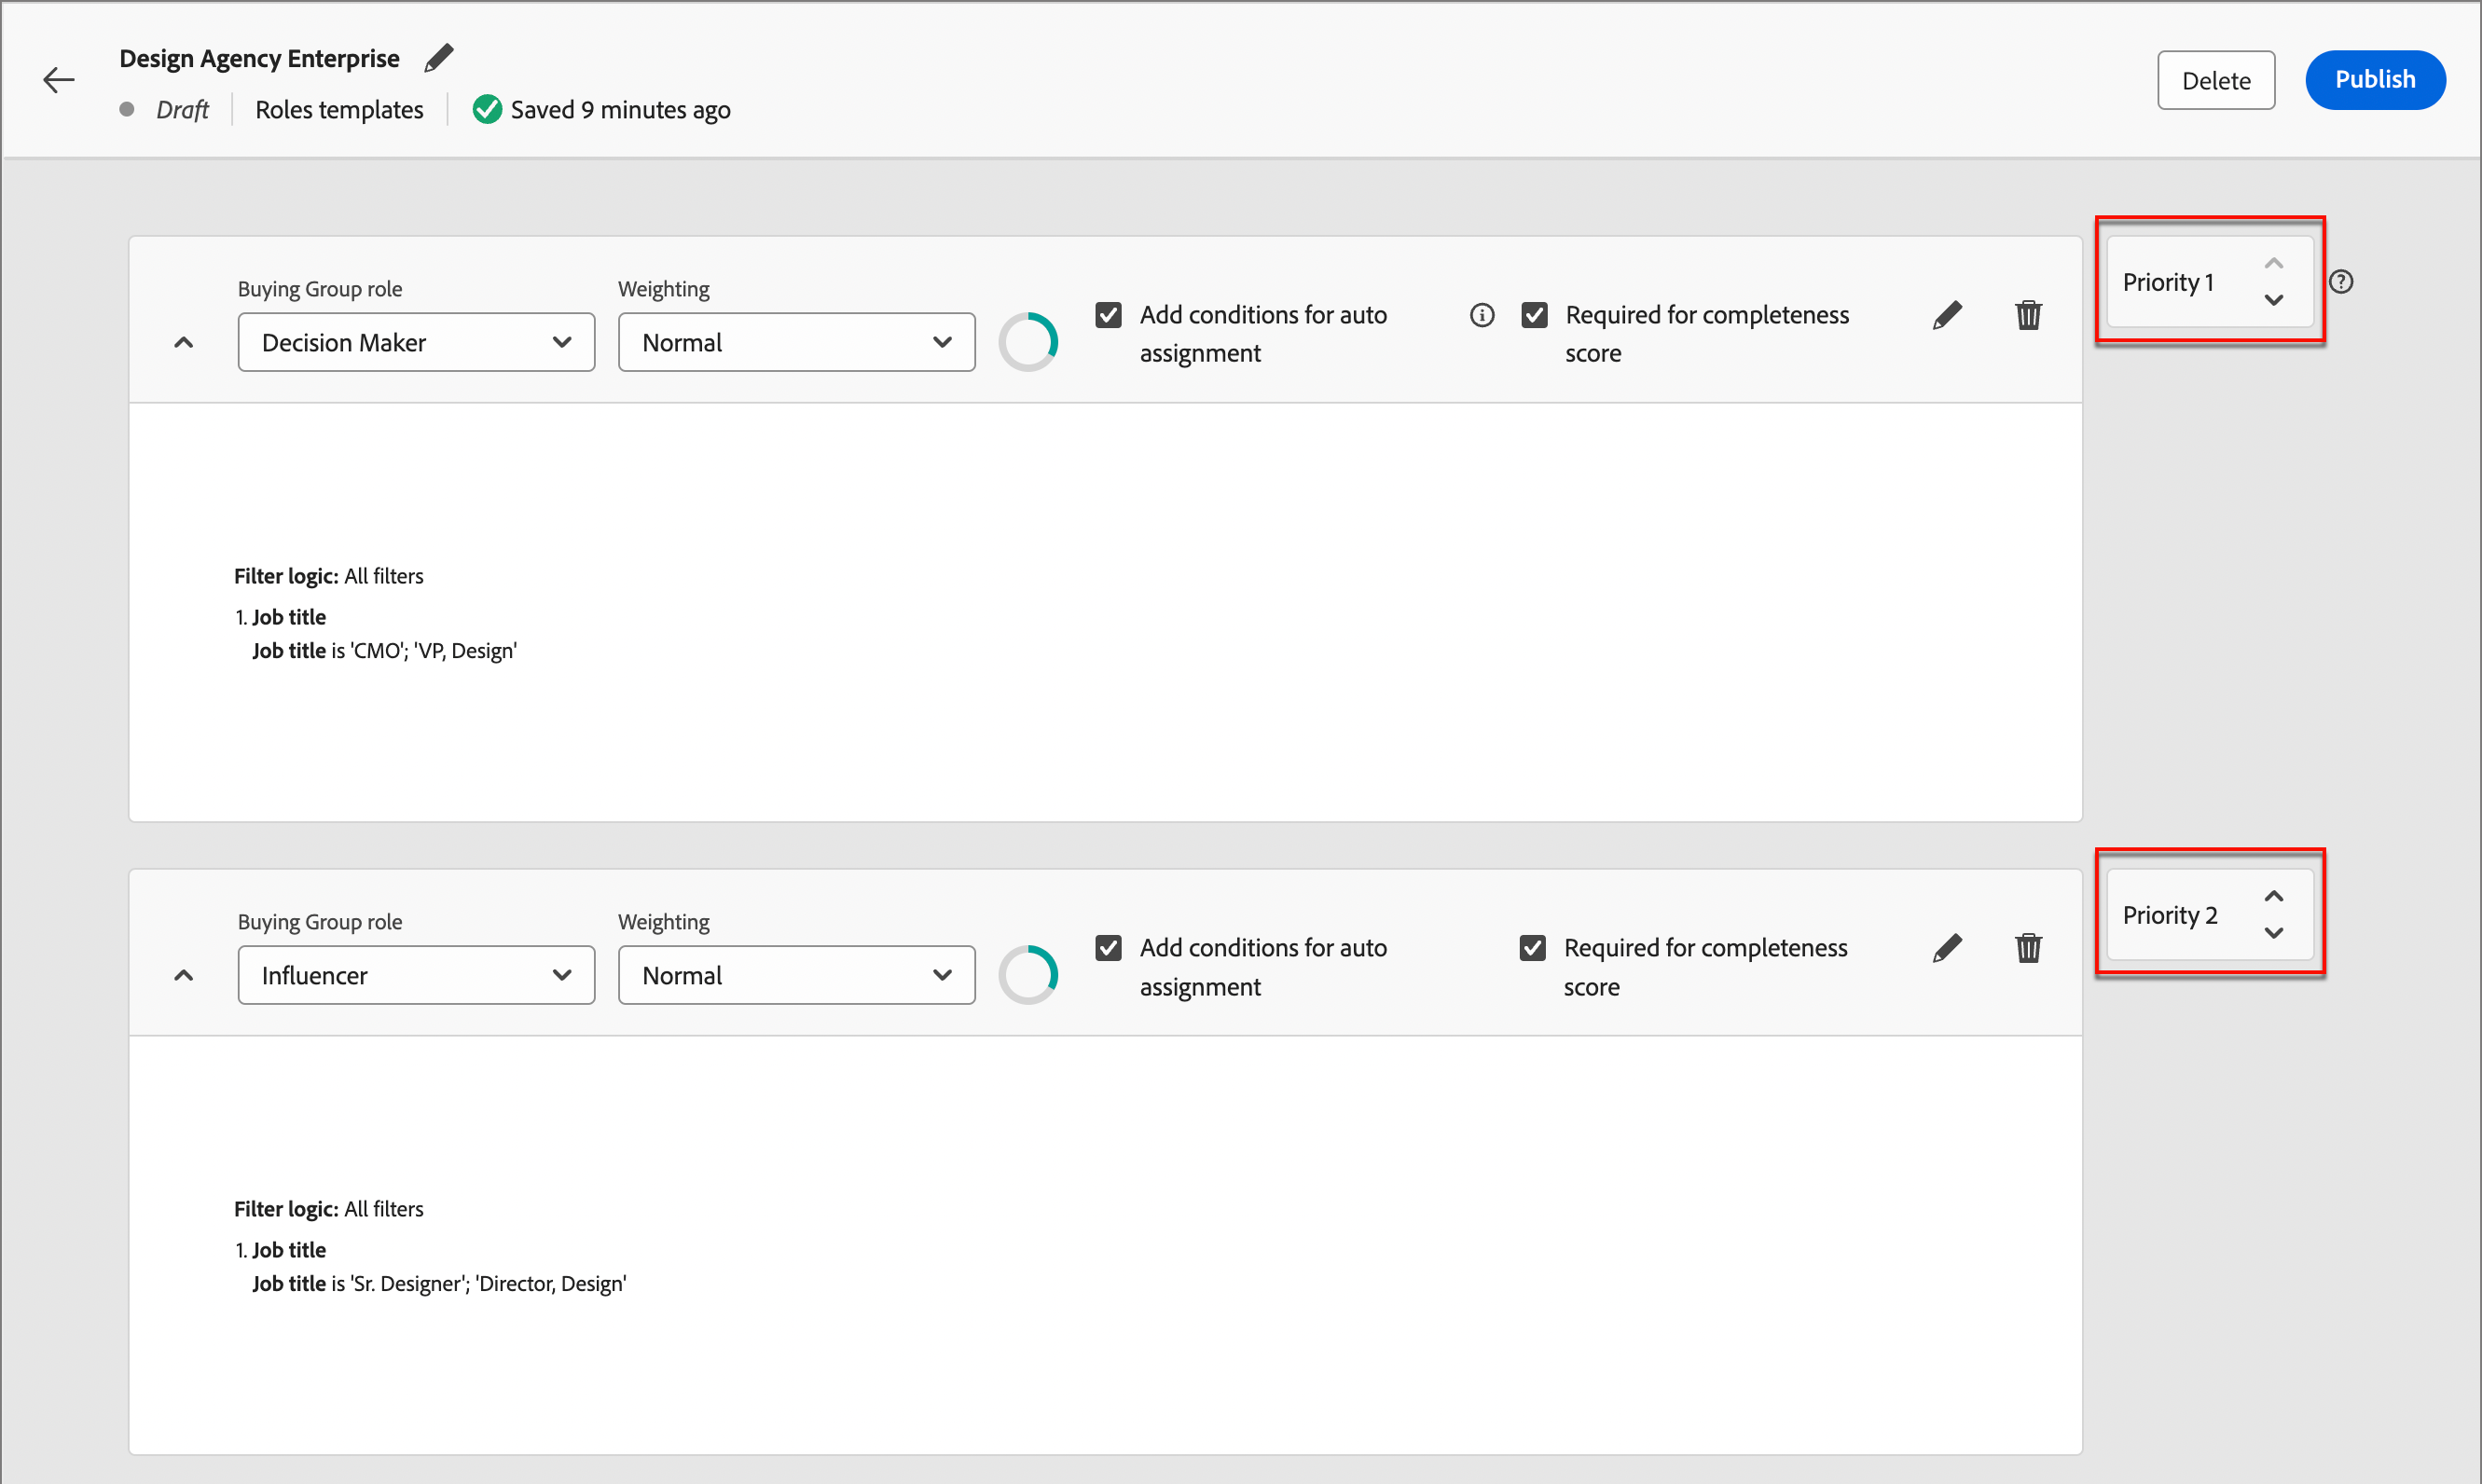 Design Agency Enterprise
Draft
Roles templates
Saved 9 minutes ago
Delete
Publish
Buying Group role
Weighting
Decision Maker
Normal
Add conditions for auto
assignment
Required for completeness
score
Priority 1
Filter logic: All filters
1. Job title
Job title is 'CMO'; 'VP, Design'
Buying Group role
Weighting
Influencer
Normal
Add conditions for auto
assignment
Required for completeness
score
Priority 2
Filter logic: All filters
1. Job title
Job title is 'Sr. Designer'; 'Director, Design'